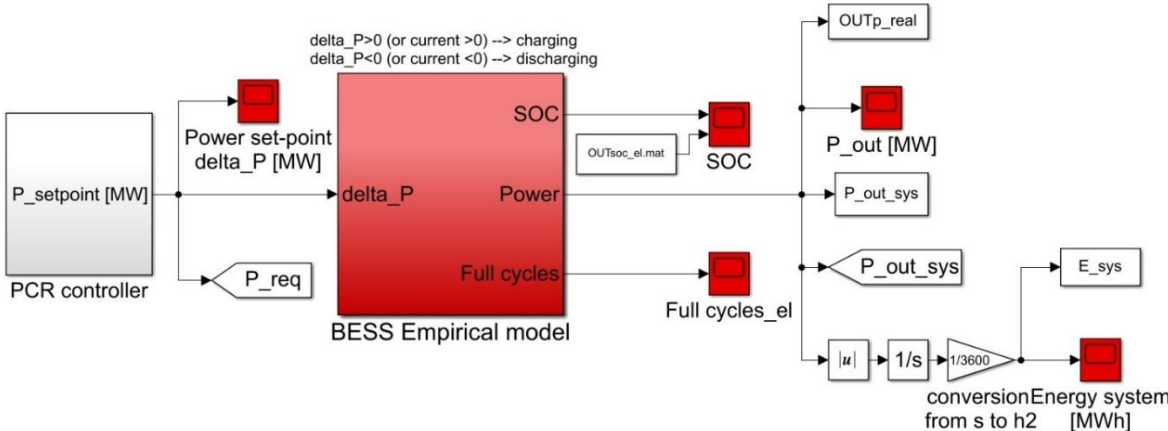 delta_P>0 (or current >0) --> charging
delta_P<0 (or current <0) --> discharging
OUTp_real
SOC
Power set-point
delta_P [MW]
OUTsoc_el.mat
SOC
P_out [MW]
P_setpoint [MW]
delta_P
Power
P_out_sys
P_req
Full cycles
P_out_sys
E_sys
PCR controller
BESS Empirical model
Full cycles_el
|u|
1/s
1/3600
conversion
from s to h2
Energy system
[MWh]